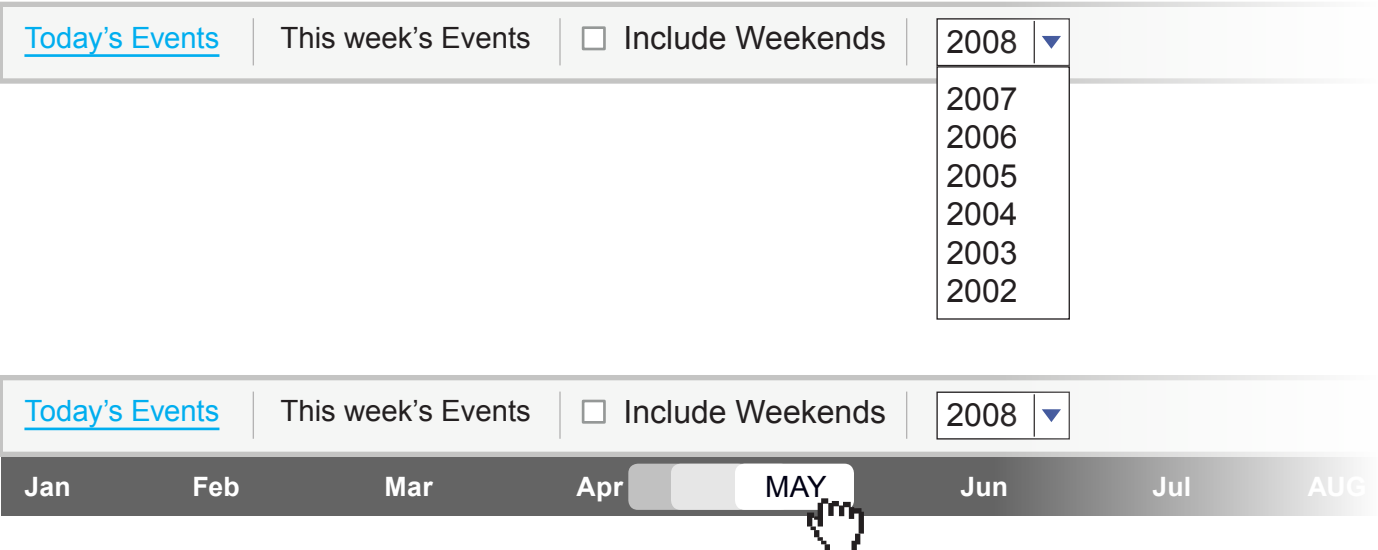 Today’s Events This week’s Events Include Weekends 2008
2007
2006
2005
2004
2003
2002
Today’s Events This week’s Events Include Weekends 2008
Jan Feb Mar Apr MAY Jun Jul AUG